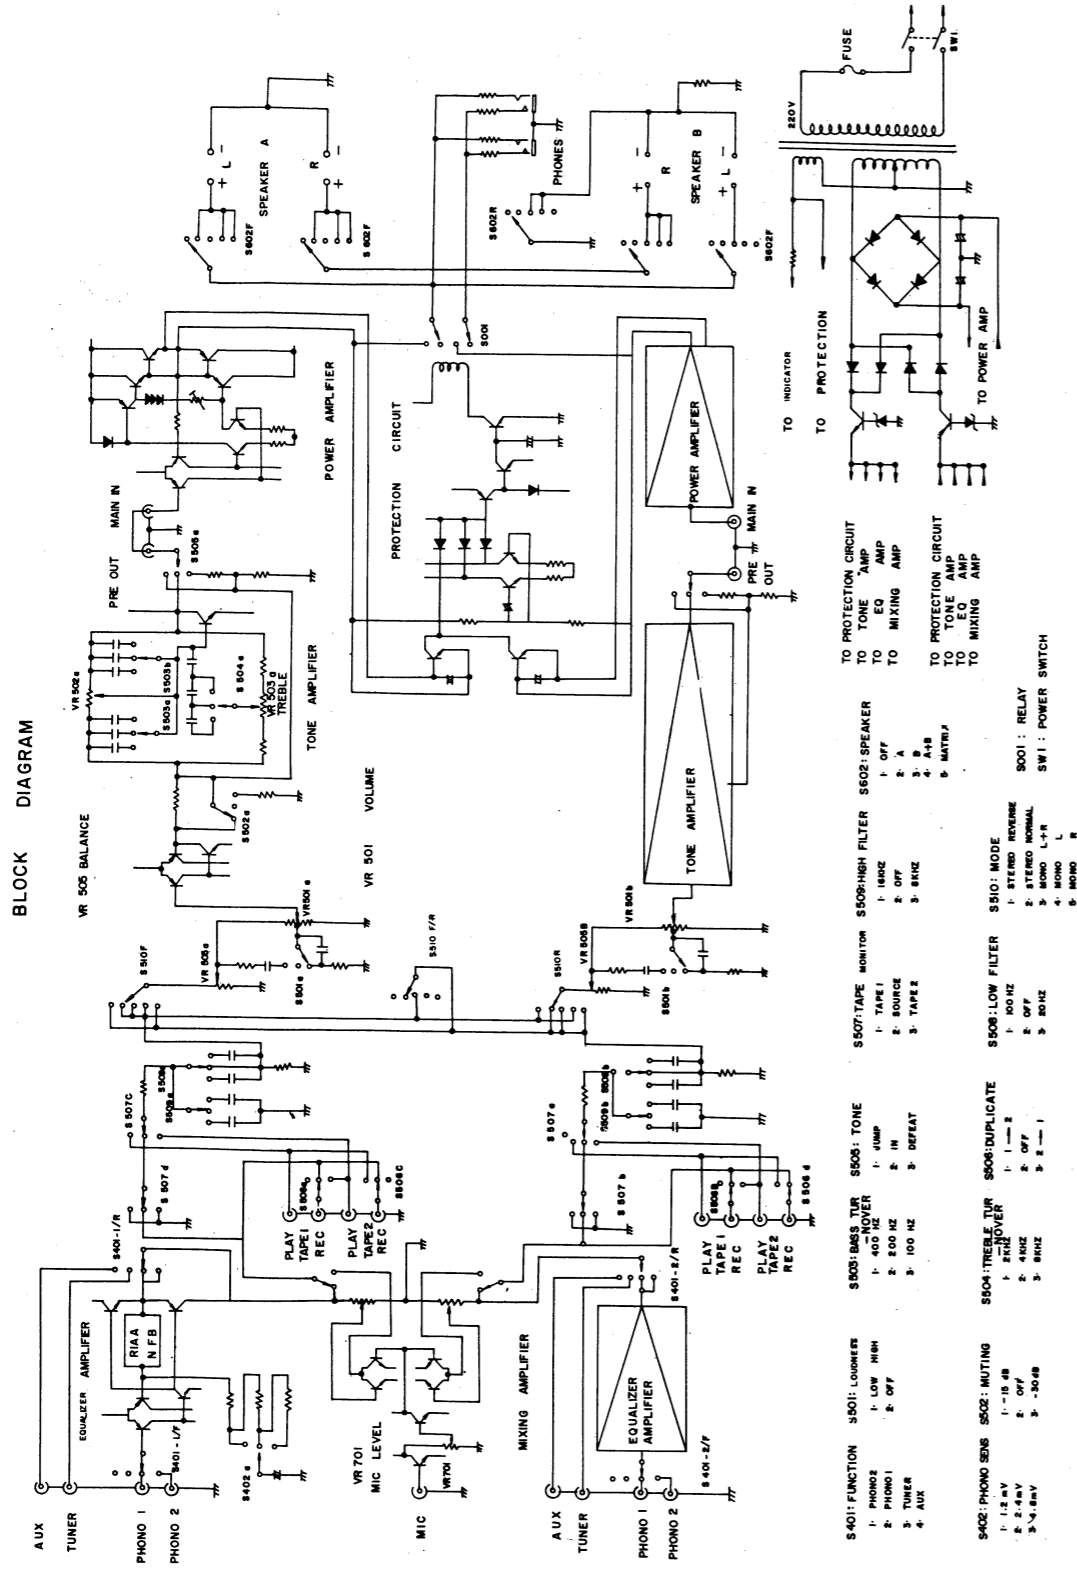 BLOCK DIAGRAM
AUX
TUNER
PHONO 1
PHONO 2
EQUALIZER AMPLIFIER
RIAA
NFB
S401-1/R
S401-1/F
S402a
S507d
S507C
S509a
PLAY
TAPE1
REC
PLAY
TAPE2
REC
S506a
S506C
S510F
VR 505a
VR501a
S501a
S510 F/R
VR 505 BALANCE
VR 501 VOLUME
S502a
VR502a
S503a
S503b
S504a
VR 503a
TREBLE
TONE AMPLIFIER
PRE OUT
MAIN IN
S505a
POWER AMPLIFIER
PROTECTION CIRCUIT
S001
S602F
S602F
+ L -
SPEAKER A
R
+ -
PHONES
S602R
+ -
R
SPEAKER B
+ L -
S602F
MIC
VR701
MIC LEVEL
VR701
MIXING AMPLIFIER
AUX
TUNER
PHONO 1
PHONO 2
EQUALIZER
AMPLIFIER
S401-2/R
S401-2/F
S507b
S507a
S509b
S508b
PLAY
TAPE1
REC
PLAY
TAPE2
REC
S506B
S506d
S510R
VR505B
VR501b
S501b
TONE AMPLIFIER
PRE
OUT
MAIN IN
POWER AMPLIFIER
220V
FUSE
SW1.
TO INDICATOR
TO PROTECTION
TO POWER AMP
TO PROTECTION CIRCUIT
TO TONE AMP
TO EQ AMP
TO MIXING AMP
TO PROTECTION CIRCUIT
TO TONE AMP
TO EQ AMP
TO MIXING AMP
S401: FUNCTION
1· PHONO2
2· PHONO1
3· TUNER
4· AUX
S501: LOUDNESS
1· LOW HIGH
2· OFF
S503: BASS TUR
-NOVER
1· 400 HZ
2· 200 HZ
3· 100 HZ
S505: TONE
1· JUMP
2· IN
3· DEFEAT
S507: TAPE MONITOR
1· TAPE1
2· SOURCE
3· TAPE2
S509: HIGH FILTER
1· 16KHZ
2· OFF
3· 8KHZ
S602: SPEAKER
1· OFF
2· A
3· B
4· A+B
5· MATRIX
S402: PHONO SENS
1· 1.2mV
2· 2.4mV
3· 4.8mV
S502: MUTING
1· -15 dB
2· OFF
3· -30dB
S504: TREBLE TUR
-NOVER
1· 2KHZ
2· 4KHZ
3· 8KHZ
S506: DUPLICATE
1· 1 — 2
2· OFF
3· 2 — 1
S508: LOW FILTER
1· 100 HZ
2· OFF
3· 20HZ
S510: MODE
1· STEREO REVERSE
2· STEREO NORMAL
3· MONO L+R
4· MONO L
5· MONO R
S001: RELAY
SW1: POWER SWITCH